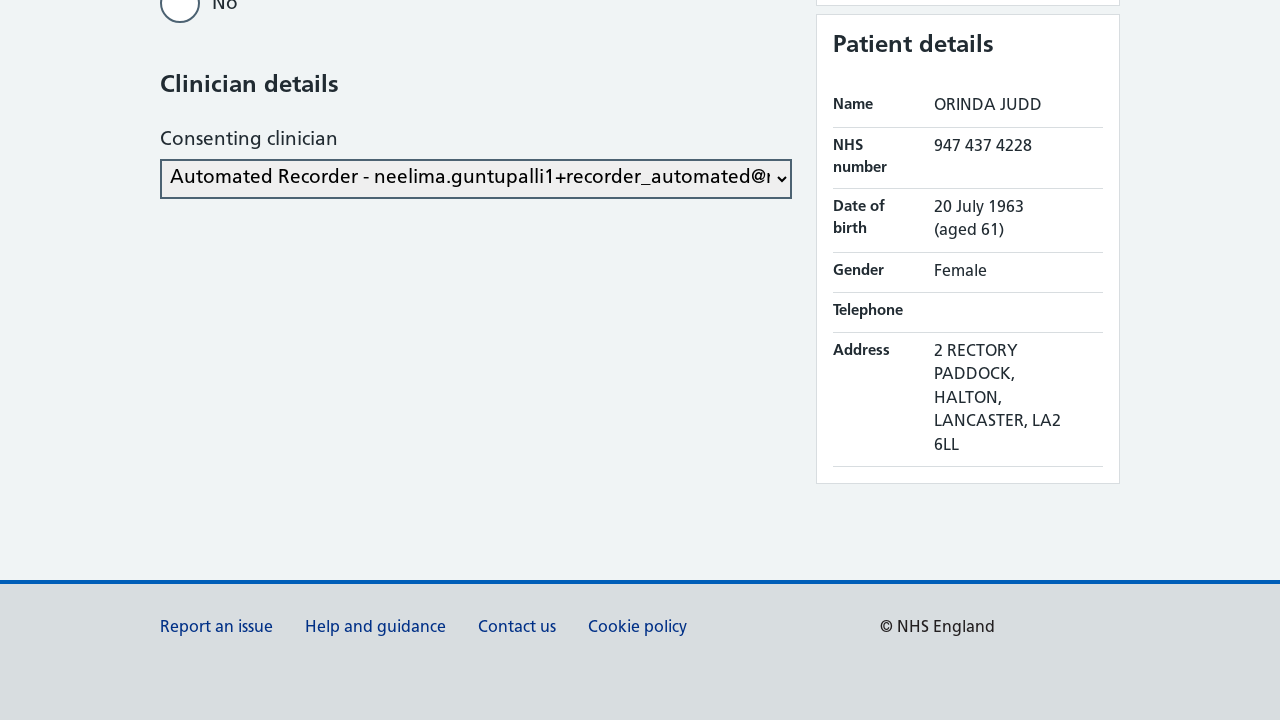 No
Clinician details
Consenting clinician
Automated Recorder - neelima.guntupalli1+recorder_automated@
Patient details
Name ORINDA JUDD
NHS number 947 437 4228
Date of birth 20 July 1963 (aged 61)
Gender Female
Telephone
Address 2 RECTORY
PADDOCK,
HALTON,
LANCASTER, LA2
6LL
Report an issue Help and guidance Contact us Cookie policy © NHS England